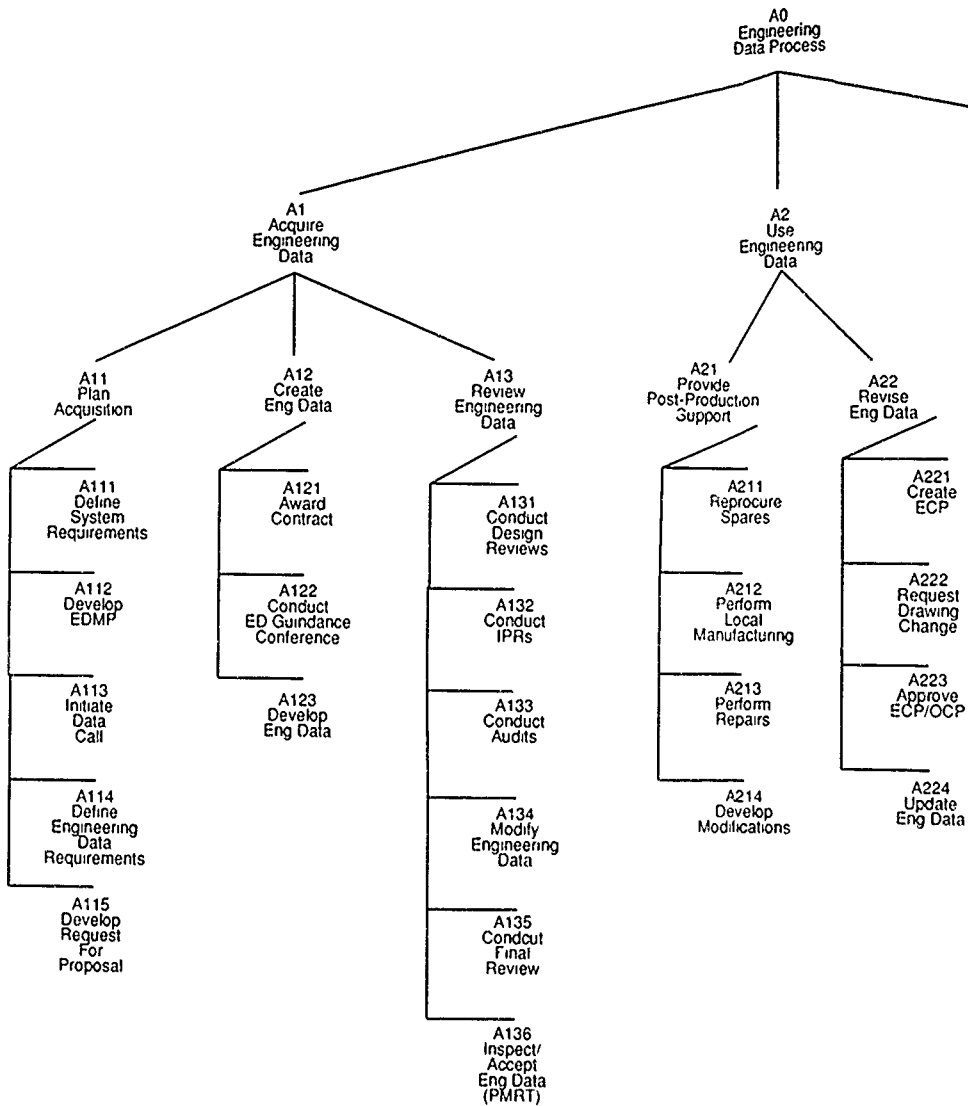 A0
Engineering
Data Process
A1
Acquire
Engineering
Data
A2
Use
Engineering
Data
A11
Plan
Acquisition
A12
Create
Eng Data
A13
Review
Engineering
Data
A21
Provide
Post-Production
Support
A22
Revise
Eng Data
A111
Define
System
Requirements
A112
Develop
EDMP
A113
Initiate
Data
Call
A114
Define
Engineering
Data
Requirements
A115
Develop
Request
For
Proposal
A121
Award
Contract
A122
Conduct
ED Guindance
Conference
A123
Develop
Eng Data
A131
Conduct
Design
Reviews
A132
Conduct
IPRs
A133
Conduct
Audits
A134
Modify
Engineering
Data
A135
Condcut
Final
Review
A136
Inspect/
Accept
Eng Data
(PMRT)
A211
Reprocure
Spares
A212
Perform
Local
Manufacturing
A213
Perform
Repairs
A214
Develop
Modifications
A221
Create
ECP
A222
Request
Drawing
Change
A223
Approve
ECP/OCP
A224
Update
Eng Data